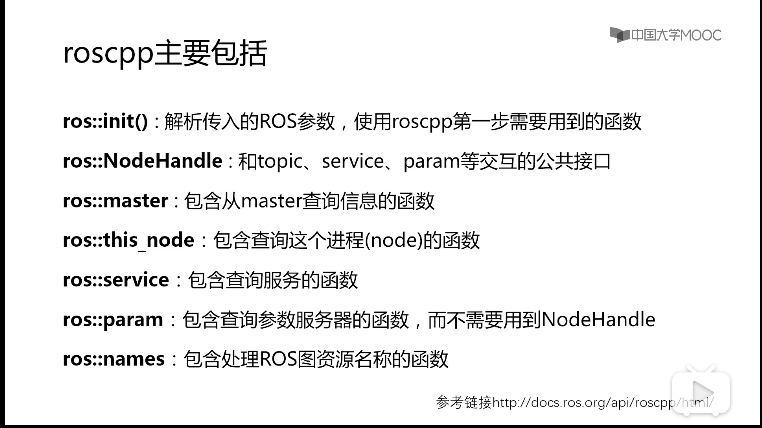 中国大学MOOC
roscpp主要包括
ros::init() : 解析传入的ROS参数，使用roscpp第一步需要用到的函数
ros::NodeHandle : 和topic、service、param等交互的公共接口
ros::master : 包含从master查询信息的函数
ros::this_node：包含查询这个进程(node)的函数
ros::service：包含查询服务的函数
ros::param：包含查询参数服务器的函数，而不需要用到NodeHandle
ros::names：包含处理ROS图资源名称的函数
参考链接http://docs.ros.org/api/roscpp/html/